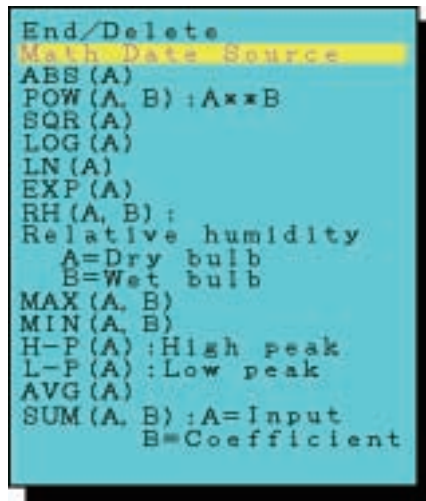 End/Delete
Math Date Source
ABS(A)
POW(A, B):A**B
SQR(A)
LOG(A)
LN(A)
EXP(A)
RH(A, B):
Relative humidity
A=Dry bulb
B=Wet bulb
MAX(A, B)
MIN(A, B)
H-P(A):High peak
L-P(A):Low peak
AVG(A)
SUM(A, B):A=Input
B=Coefficient